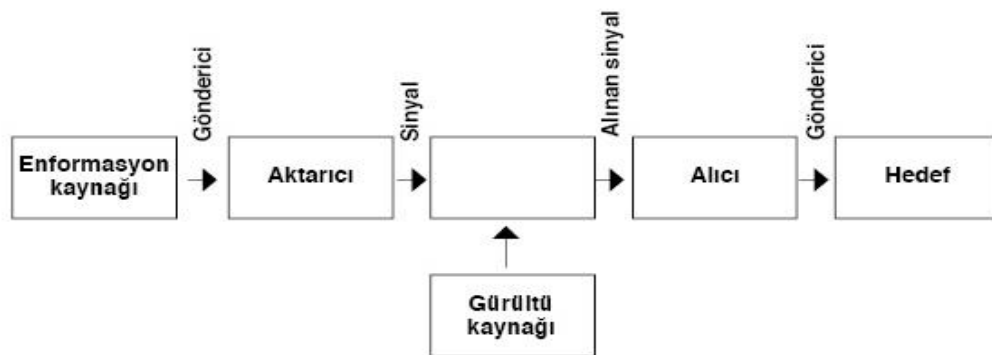 Gönderici
Sinyal
Alınan sinyal
Gönderici
Enformasyon
kaynağı
Aktarıcı
Alıcı
Hedef
Gürültü
kaynağı